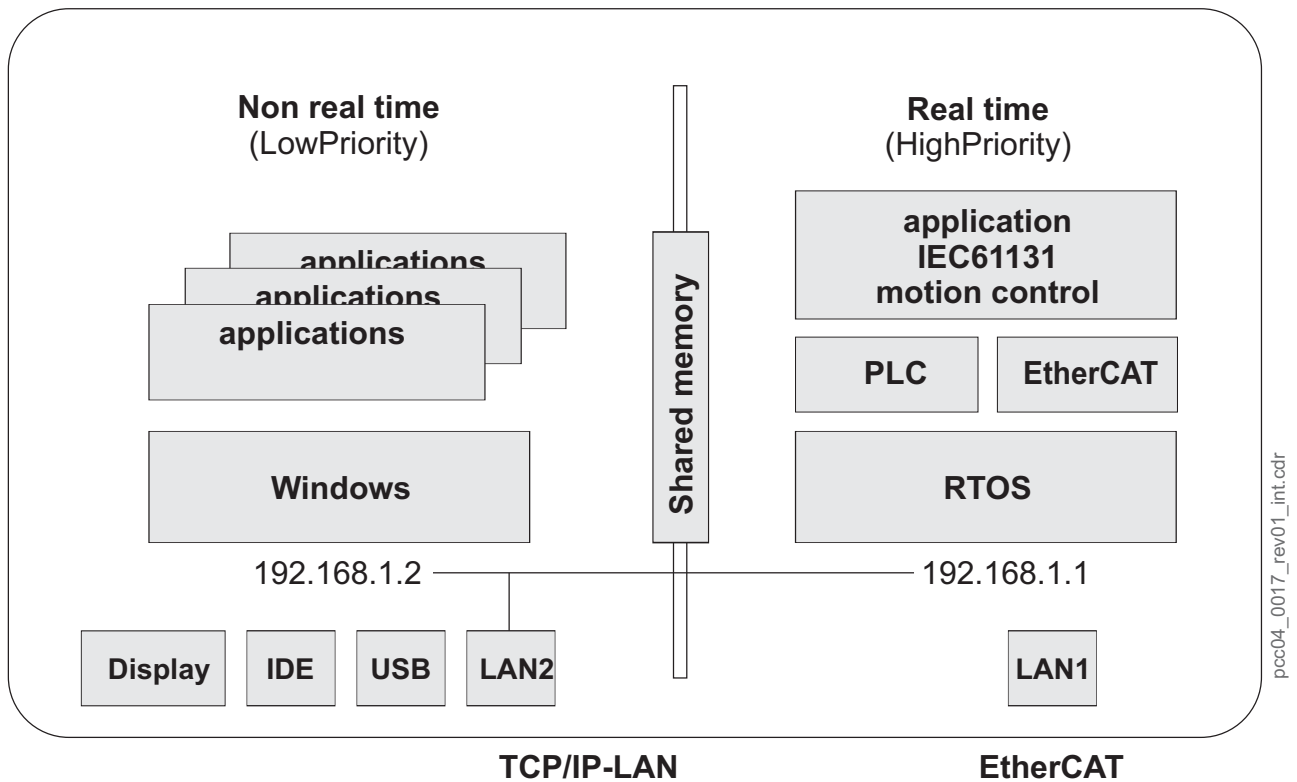 Non real time
(LowPriority)
applications
applications
applications
Windows
192.168.1.2
Display
IDE
USB
LAN2
Shared memory
Real time
(HighPriority)
application
IEC61131
motion control
PLC
EtherCAT
RTOS
192.168.1.1
LAN1
TCP/IP-LAN
EtherCAT
pcc04_0017_rev01_int.cdr